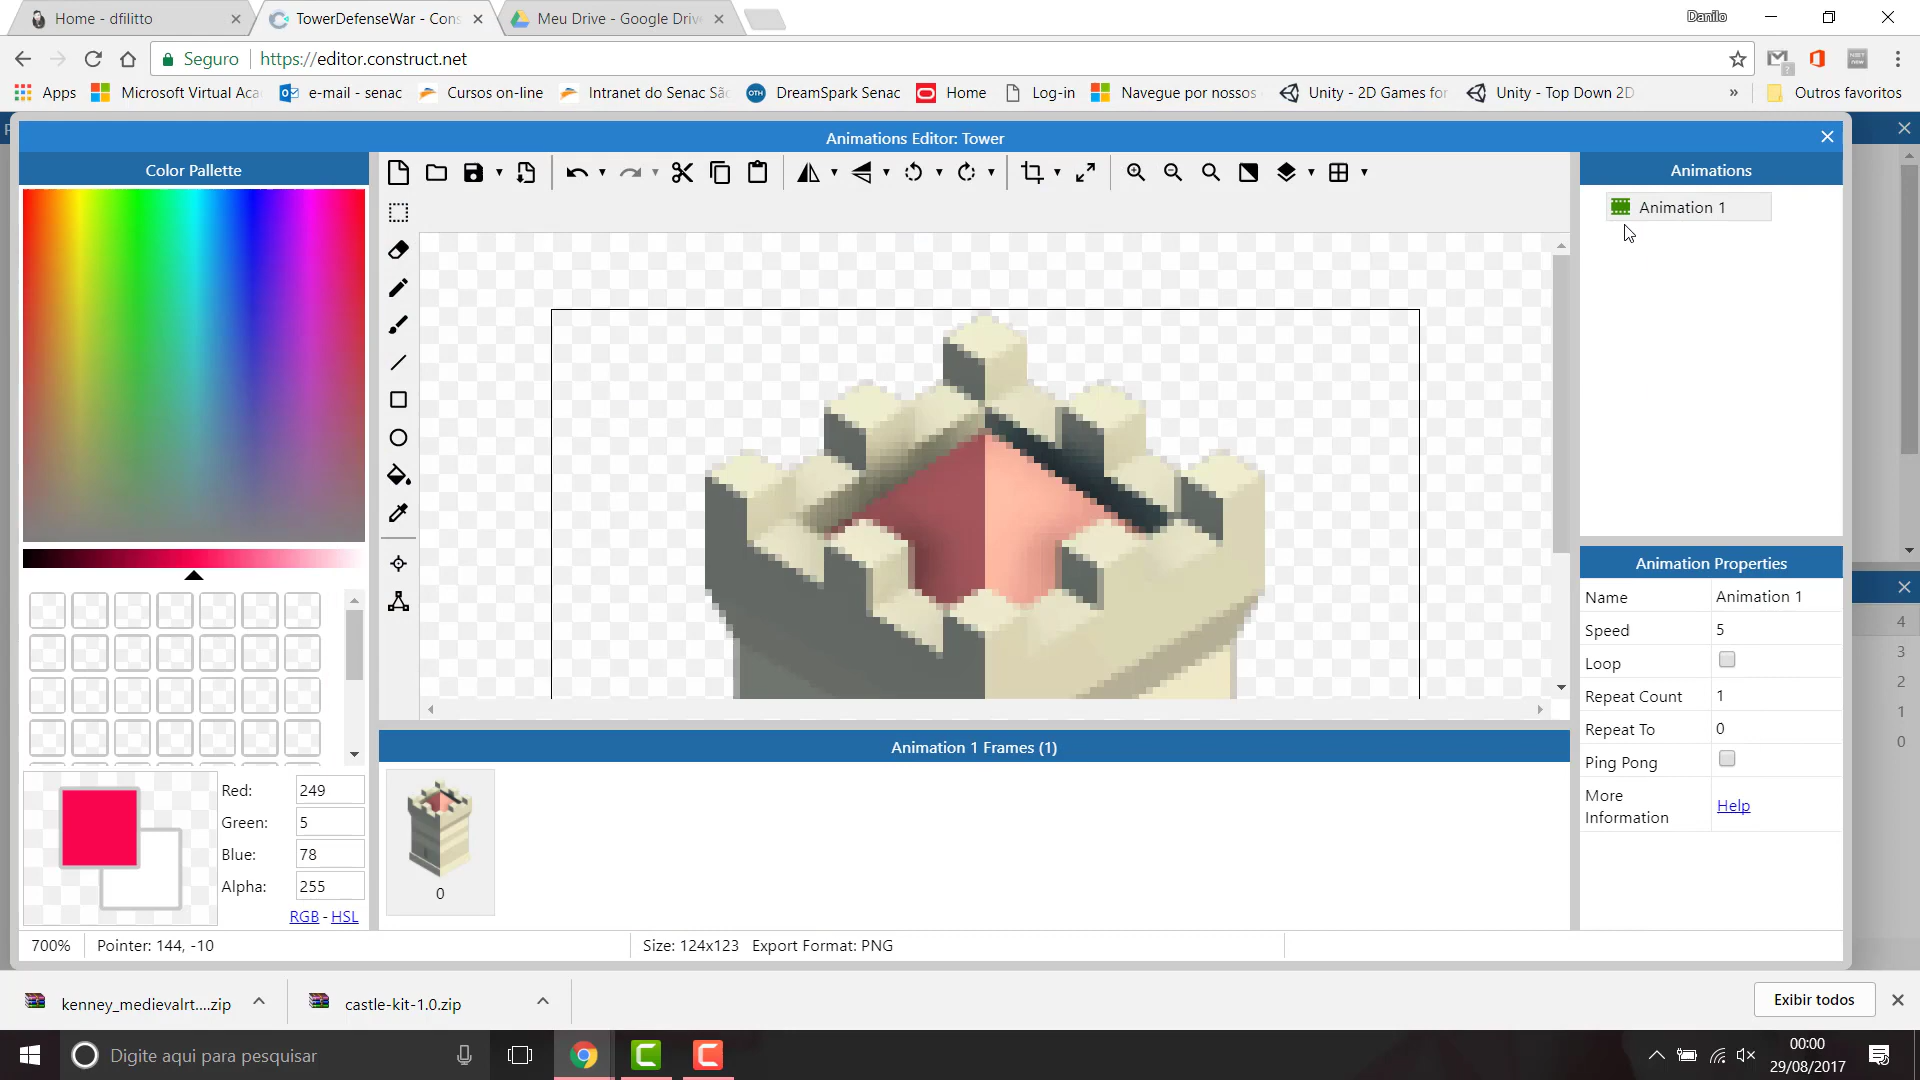 Home - dfilitto
TowerDefenseWar - Cons
Meu Drive - Google Driv
Danilo
Seguro
https://editor.construct.net
Apps
Microsoft Virtual Aca
e-mail - senac
Cursos on-line
Intranet do Senac Sã
DreamSpark Senac
Home
Log-in
Navegue por nossos
Unity - 2D Games for
Unity - Top Down 2D
»
Outros favoritos
Animations Editor: Tower
Color Pallette
Animations
Animation 1
Animation Properties
Name
Animation 1
Speed
5
Loop
Repeat Count
1
Repeat To
0
Ping Pong
More
Information
Help
4
3
2
1
0
Animation 1 Frames (1)
0
Red:
249
Green:
5
Blue:
78
Alpha:
255
RGB - HSL
700%
Pointer: 144, -10
Size: 124x123
Export Format: PNG
kenney_medievalrt....zip
castle-kit-1.0.zip
Exibir todos
Digite aqui para pesquisar
00:00
29/08/2017